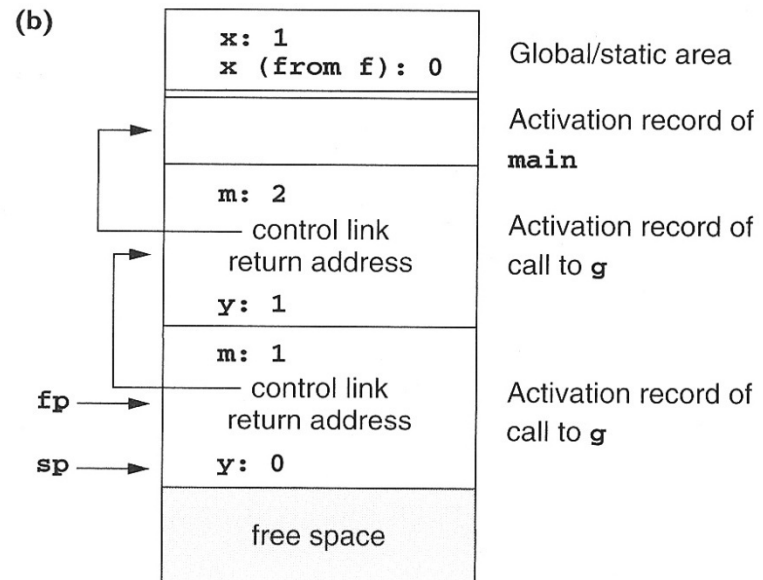 (b)
x: 1
x (from f): 0
Global/static area
Activation record of
main
m: 2
control link
return address
y: 1
Activation record of
call to g
m: 1
control link
return address
y: 0
Activation record of
call to g
fp
sp
free space